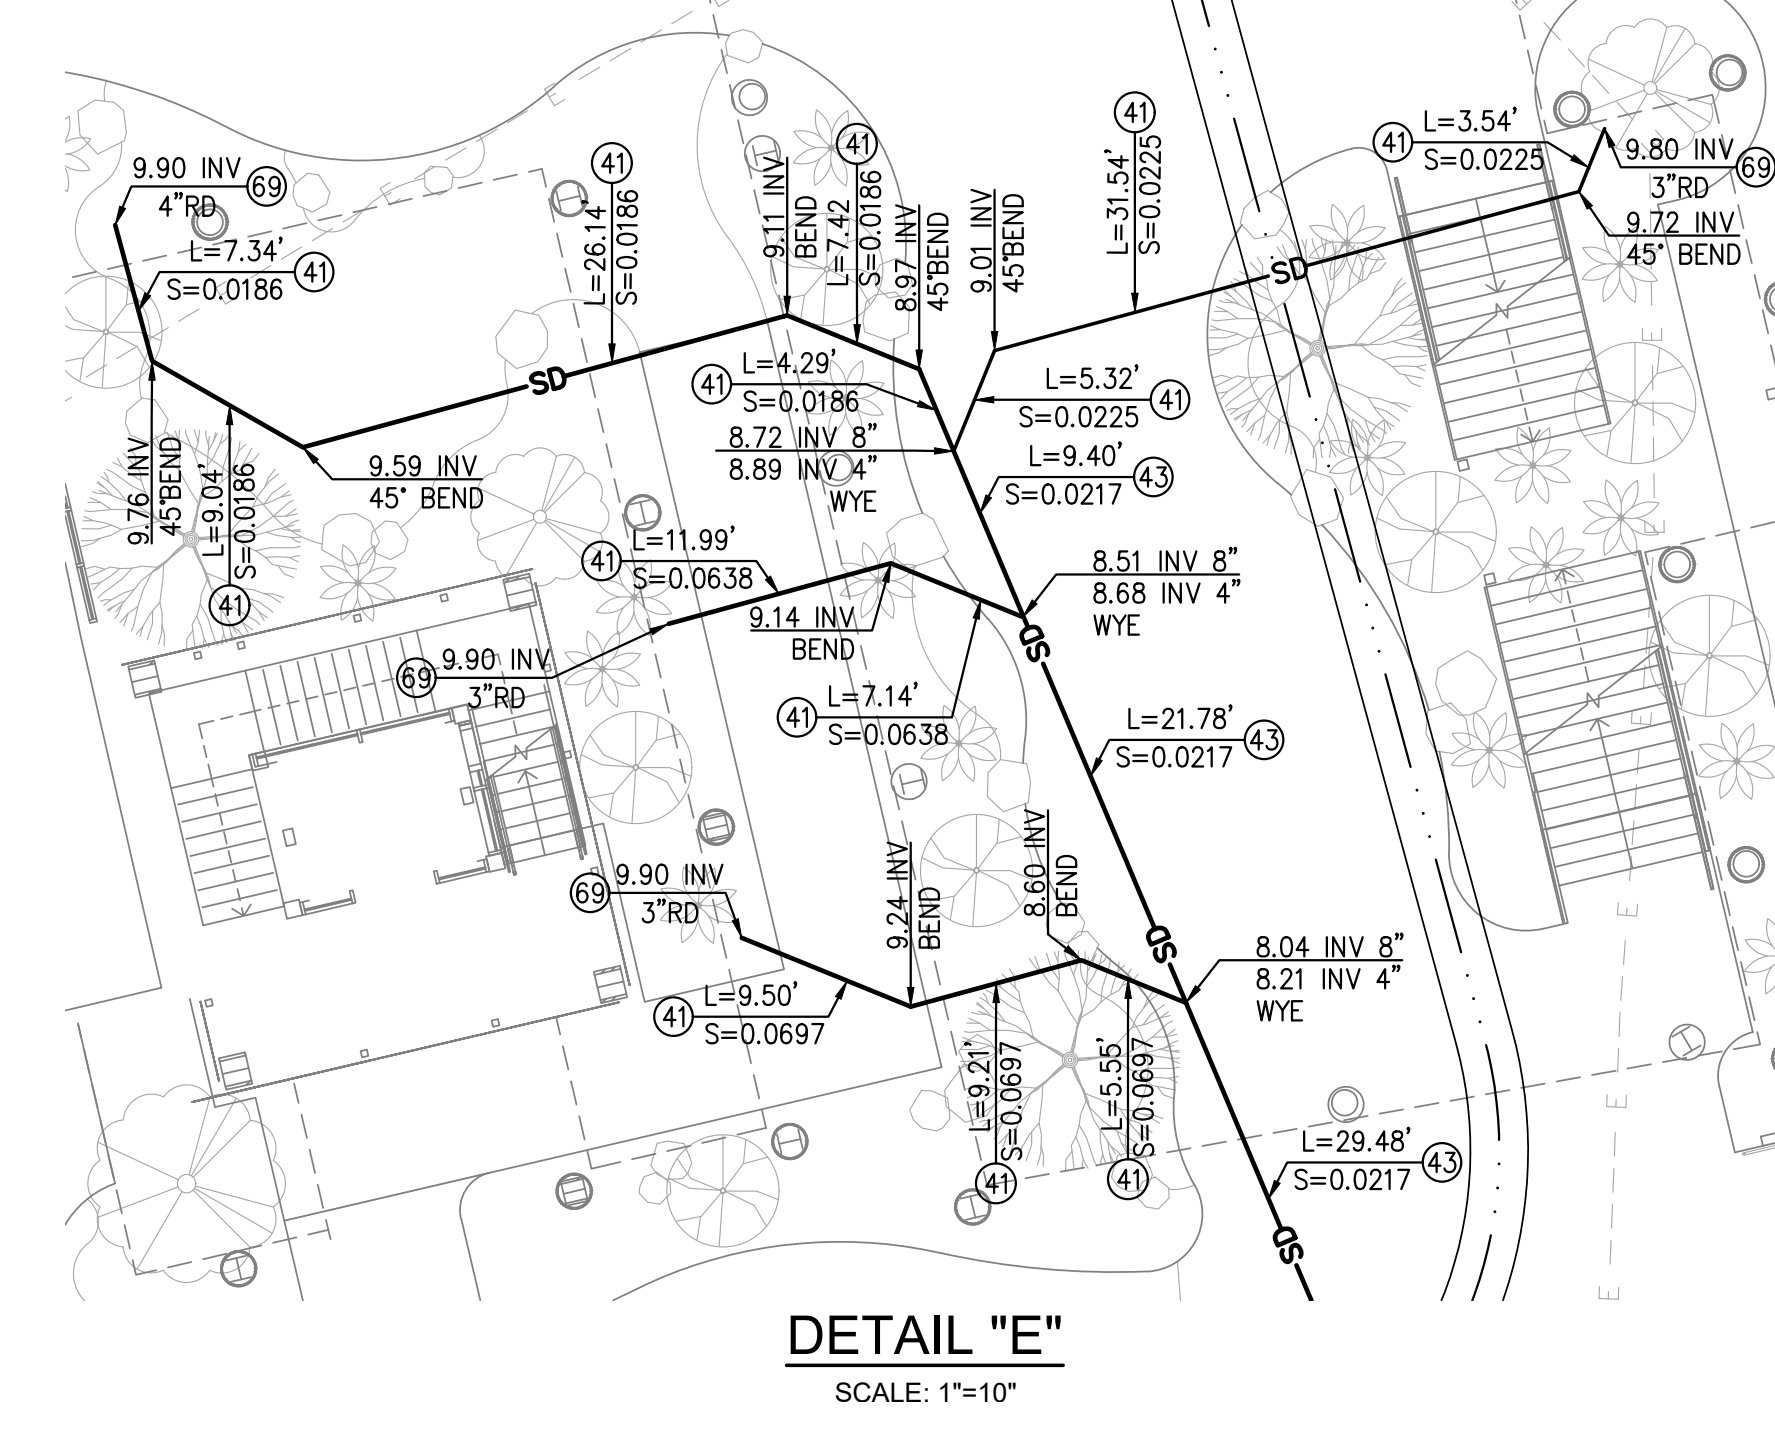 9.90 INV
4"RD
69
L=7.34'
S=0.0186
41
9.76 INV
45°BEND
L=9.04'
S=0.0186
41
9.59 INV
45° BEND
41
L=26.14'
S=0.0186
SD
9.11 INV
BEND
41
L=7.42
S=0.0186
8.97 INV
45°BEND
9.01 INV
45°BEND
41
L=31.54'
S=0.0225
SD
41
L=3.54'
S=0.0225
9.80 INV
3"RD
69
9.72 INV
45° BEND
41
L=4.29'
S=0.0186
L=5.32'
S=0.0225
41
8.72 INV 8"
8.89 INV 4"
WYE
L=9.40'
S=0.0217
43
41
L=11.99'
S=0.0638
9.14 INV
BEND
8.51 INV 8"
8.68 INV 4"
WYE
SD
69
9.90 INV
3"RD
41
L=7.14'
S=0.0638
L=21.78'
S=0.0217
43
69
9.90 INV
3"RD
9.24 INV
BEND
8.60 INV
BEND
SD
8.04 INV 8"
8.21 INV 4"
WYE
41
L=9.50'
S=0.0697
L=9.21'
S=0.0697
41
L=5.55'
S=0.0697
41
L=29.48'
S=0.0217
43
SD
E
E
E
E
E
E
E
E
E
N
N
N
DETAIL "E"
SCALE: 1"=10"